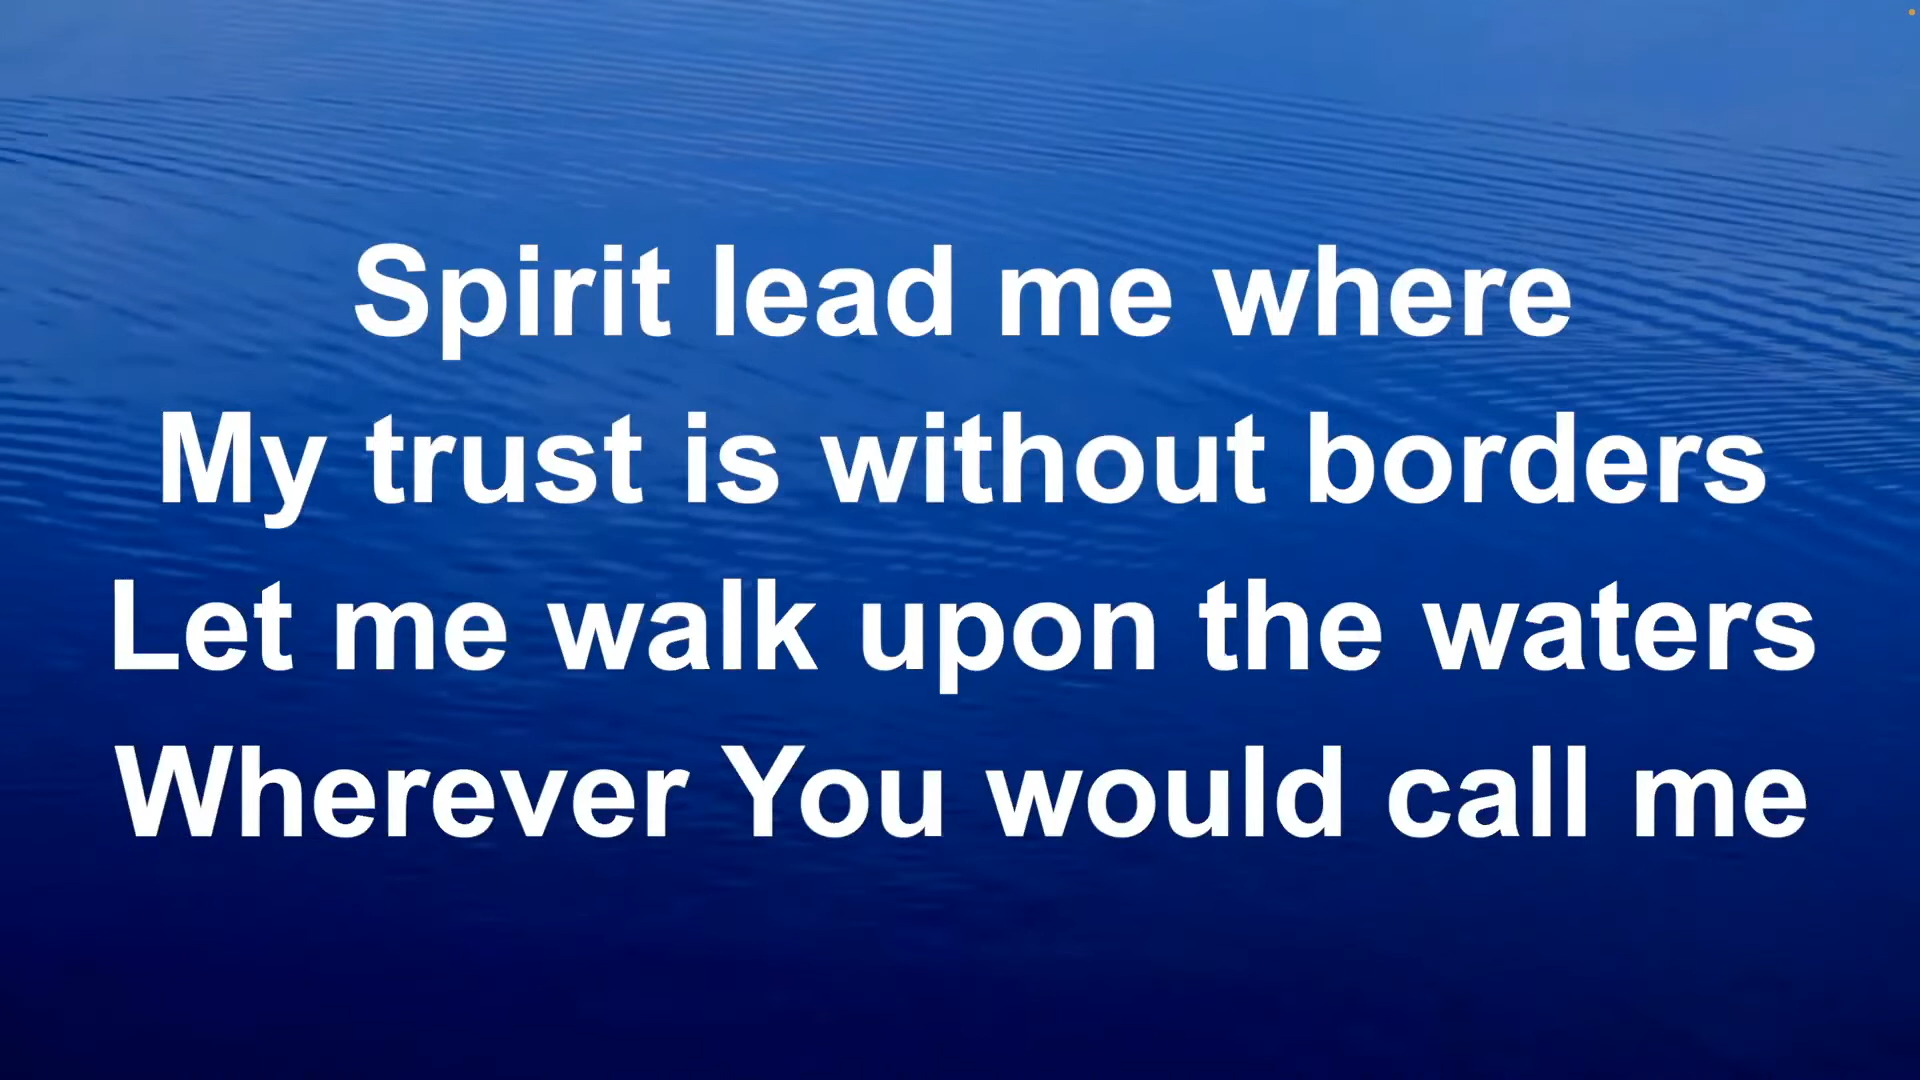 Spirit lead me where
My trust is without borders
Let me walk upon the waters
Wherever You would call me